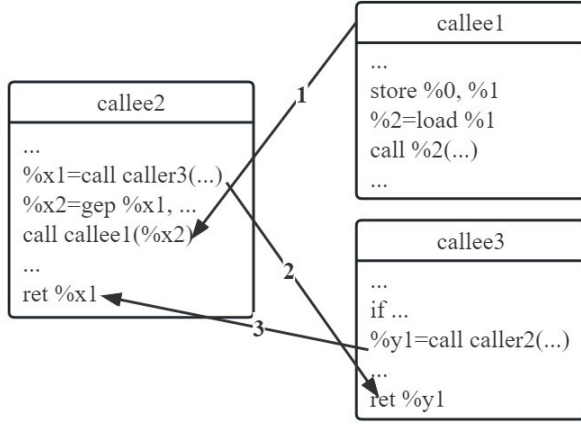 callee1
...
store %0, %1
%2=load %1
call %2(...)
...
1
callee2
...
%x1=call caller3(...)
%x2=gep %x1, ...
call callee1(%x2)
...
ret %x1
2
3
callee3
...
if ...
%y1=call caller2(...)
...
ret %y1